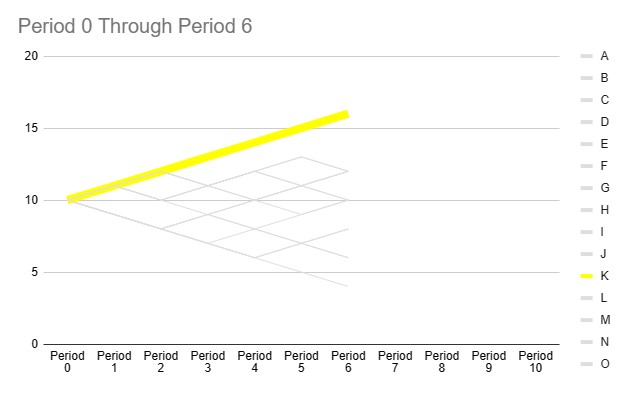 Period 0 Through Period 6
20
15
10
5
0
Period 0
Period 1
Period 2
Period 3
Period 4
Period 5
Period 6
Period 7
Period 8
Period 9
Period 10
A
B
C
D
E
F
G
H
I
J
K
L
M
N
O